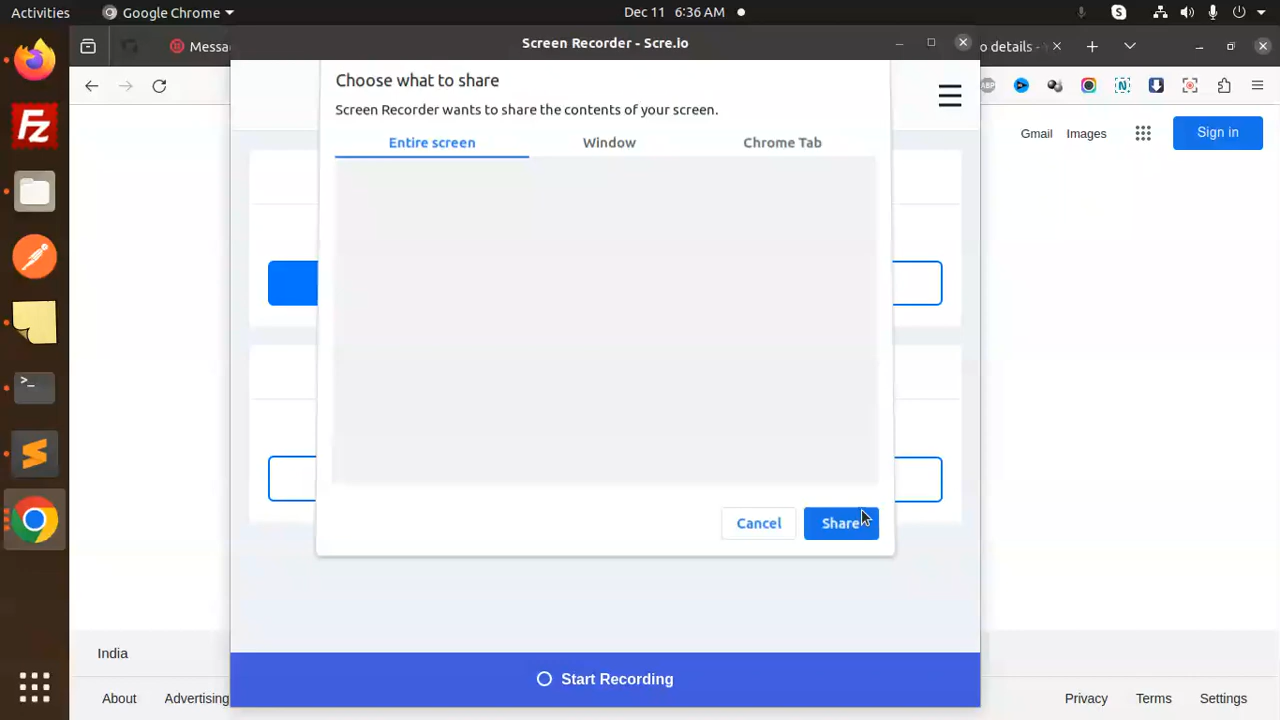 Activities
Google Chrome
Dec 11 6:36 AM
Messa
Screen Recorder - Scre.io
o details -
Choose what to share
Screen Recorder wants to share the contents of your screen.
Entire screen
Window
Chrome Tab
Gmail
Images
Sign in
Cancel
Share
India
Start Recording
About
Advertising
Privacy
Terms
Settings